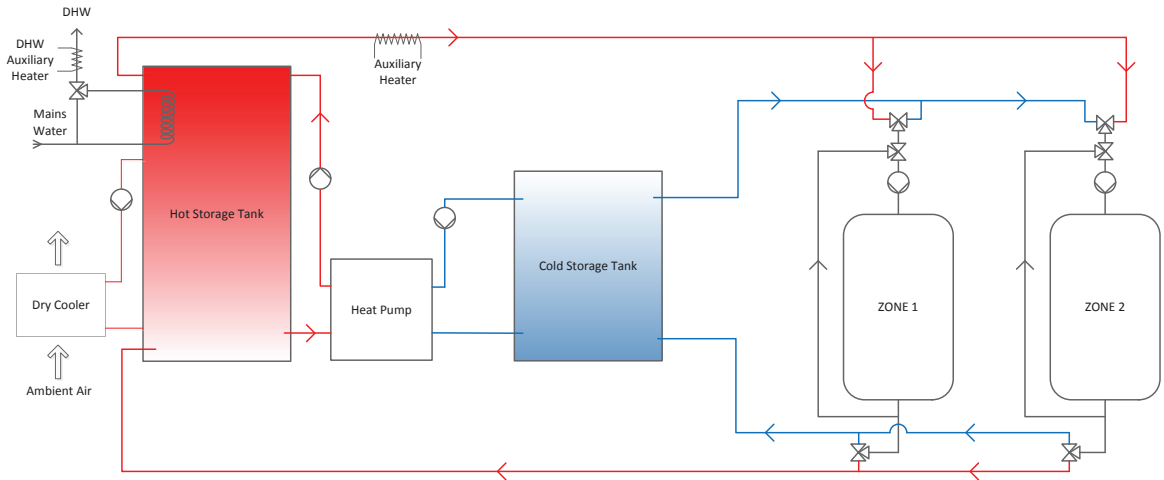 DHW
DHW
Auxiliary
Heater
Mains
Water
Auxiliary
Heater
Hot Storage Tank
Dry Cooler
Ambient Air
Heat Pump
Cold Storage Tank
ZONE 1
ZONE 2